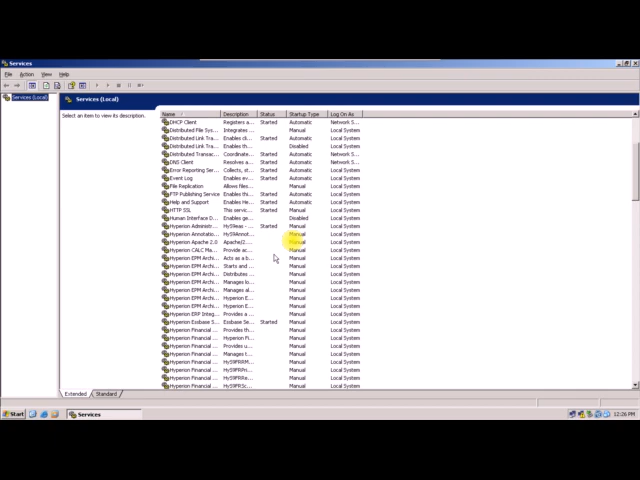 Services
File Action View Help
Services (Local)
Services (Local)
Select an item to view its description.
Name Description Status Startup Type Log On As
DHCP Client Registers a... Started Automatic Network S...
Distributed File Sys... Integrates ... Manual Local System
Distributed Link Tra... Enables cli... Started Automatic Local System
Distributed Link Tra... Enables th... Disabled Local System
Distributed Transac... Coordinate... Started Automatic Network S...
DNS Client Resolves a... Started Automatic Network S...
Error Reporting Ser... Collects, st... Started Automatic Local System
Event Log Enables ev... Started Automatic Local System
File Replication Allows files... Manual Local System
FTP Publishing Service Enables thi... Started Automatic Local System
Help and Support Enables He... Started Automatic Local System
HTTP SSL This servic... Started Manual Local System
Human Interface D... Enables ge... Disabled Local System
Hyperion Administr... HyS9eas - ... Started Manual Local System
Hyperion Annotatio... HyS9Annot... Manual Local System
Hyperion Apache 2.0 Apache/2.... Manual Local System
Hyperion CALC Ma... Provide ac... Manual Local System
Hyperion EPM Archi... Acts as a b... Manual Local System
Hyperion EPM Archi... Starts and ... Manual Local System
Hyperion EPM Archi... Distributes ... Manual Local System
Hyperion EPM Archi... Manages lo... Manual Local System
Hyperion EPM Archi... Manages al... Manual Local System
Hyperion EPM Archi... Hyperion E... Manual Local System
Hyperion EPM Archi... Hyperion E... Manual Local System
Hyperion ERP Integ... Provides a ... Manual Local System
Hyperion Essbase S... Essbase Se... Started Manual Local System
Hyperion Financial ... Provides th... Manual Local System
Hyperion Financial ... Hyperion Fi... Manual Local System
Hyperion Financial ... Provides u... Manual Local System
Hyperion Financial ... Manages t... Manual Local System
Hyperion Financial ... HyS9FRRM... Manual Local System
Hyperion Financial ... HyS9FRPri... Manual Local System
Hyperion Financial ... HyS9FRRe... Manual Local System
Hyperion Financial ... HyS9FRSc... Manual Local System
Extended Standard
Start Services 12:26 PM